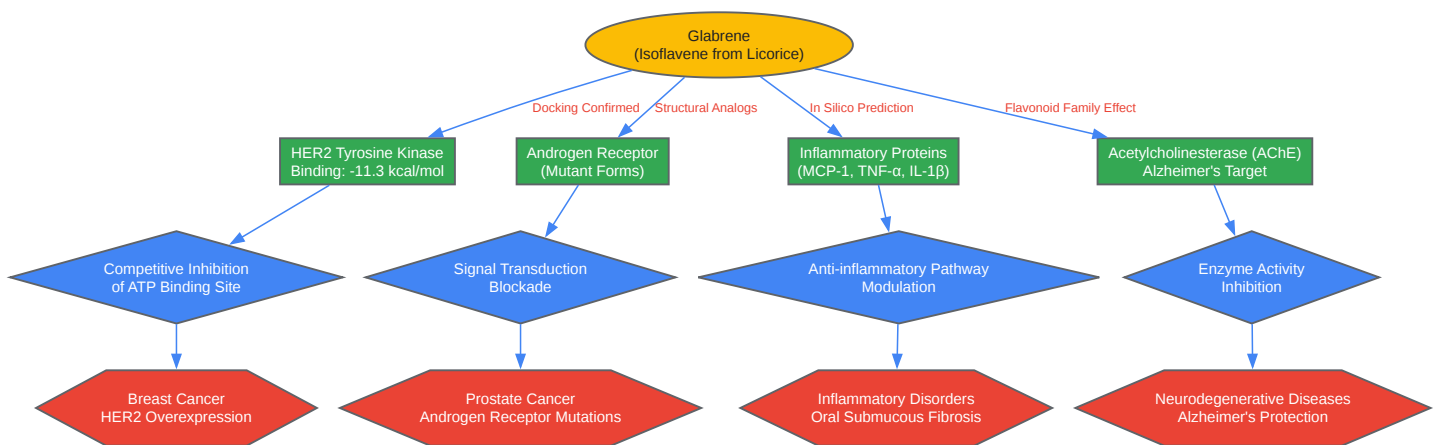 Glabrene
(Isoflavene from Licorice)
Docking Confirmed
Structural Analogs
In Silico Prediction
Flavonoid Family Effect
HER2 Tyrosine Kinase
Binding: -11.3 kcal/mol
Androgen Receptor
(Mutant Forms)
Inflammatory Proteins
(MCP-1, TNF-α, IL-1β)
Acetylcholinesterase (AChE)
Alzheimer's Target
Competitive Inhibition
of ATP Binding Site
Signal Transduction
Blockade
Anti-inflammatory Pathway
Modulation
Enzyme Activity
Inhibition
Breast Cancer
HER2 Overexpression
Prostate Cancer
Androgen Receptor Mutations
Inflammatory Disorders
Oral Submucous Fibrosis
Neurodegenerative Diseases
Alzheimer's Protection